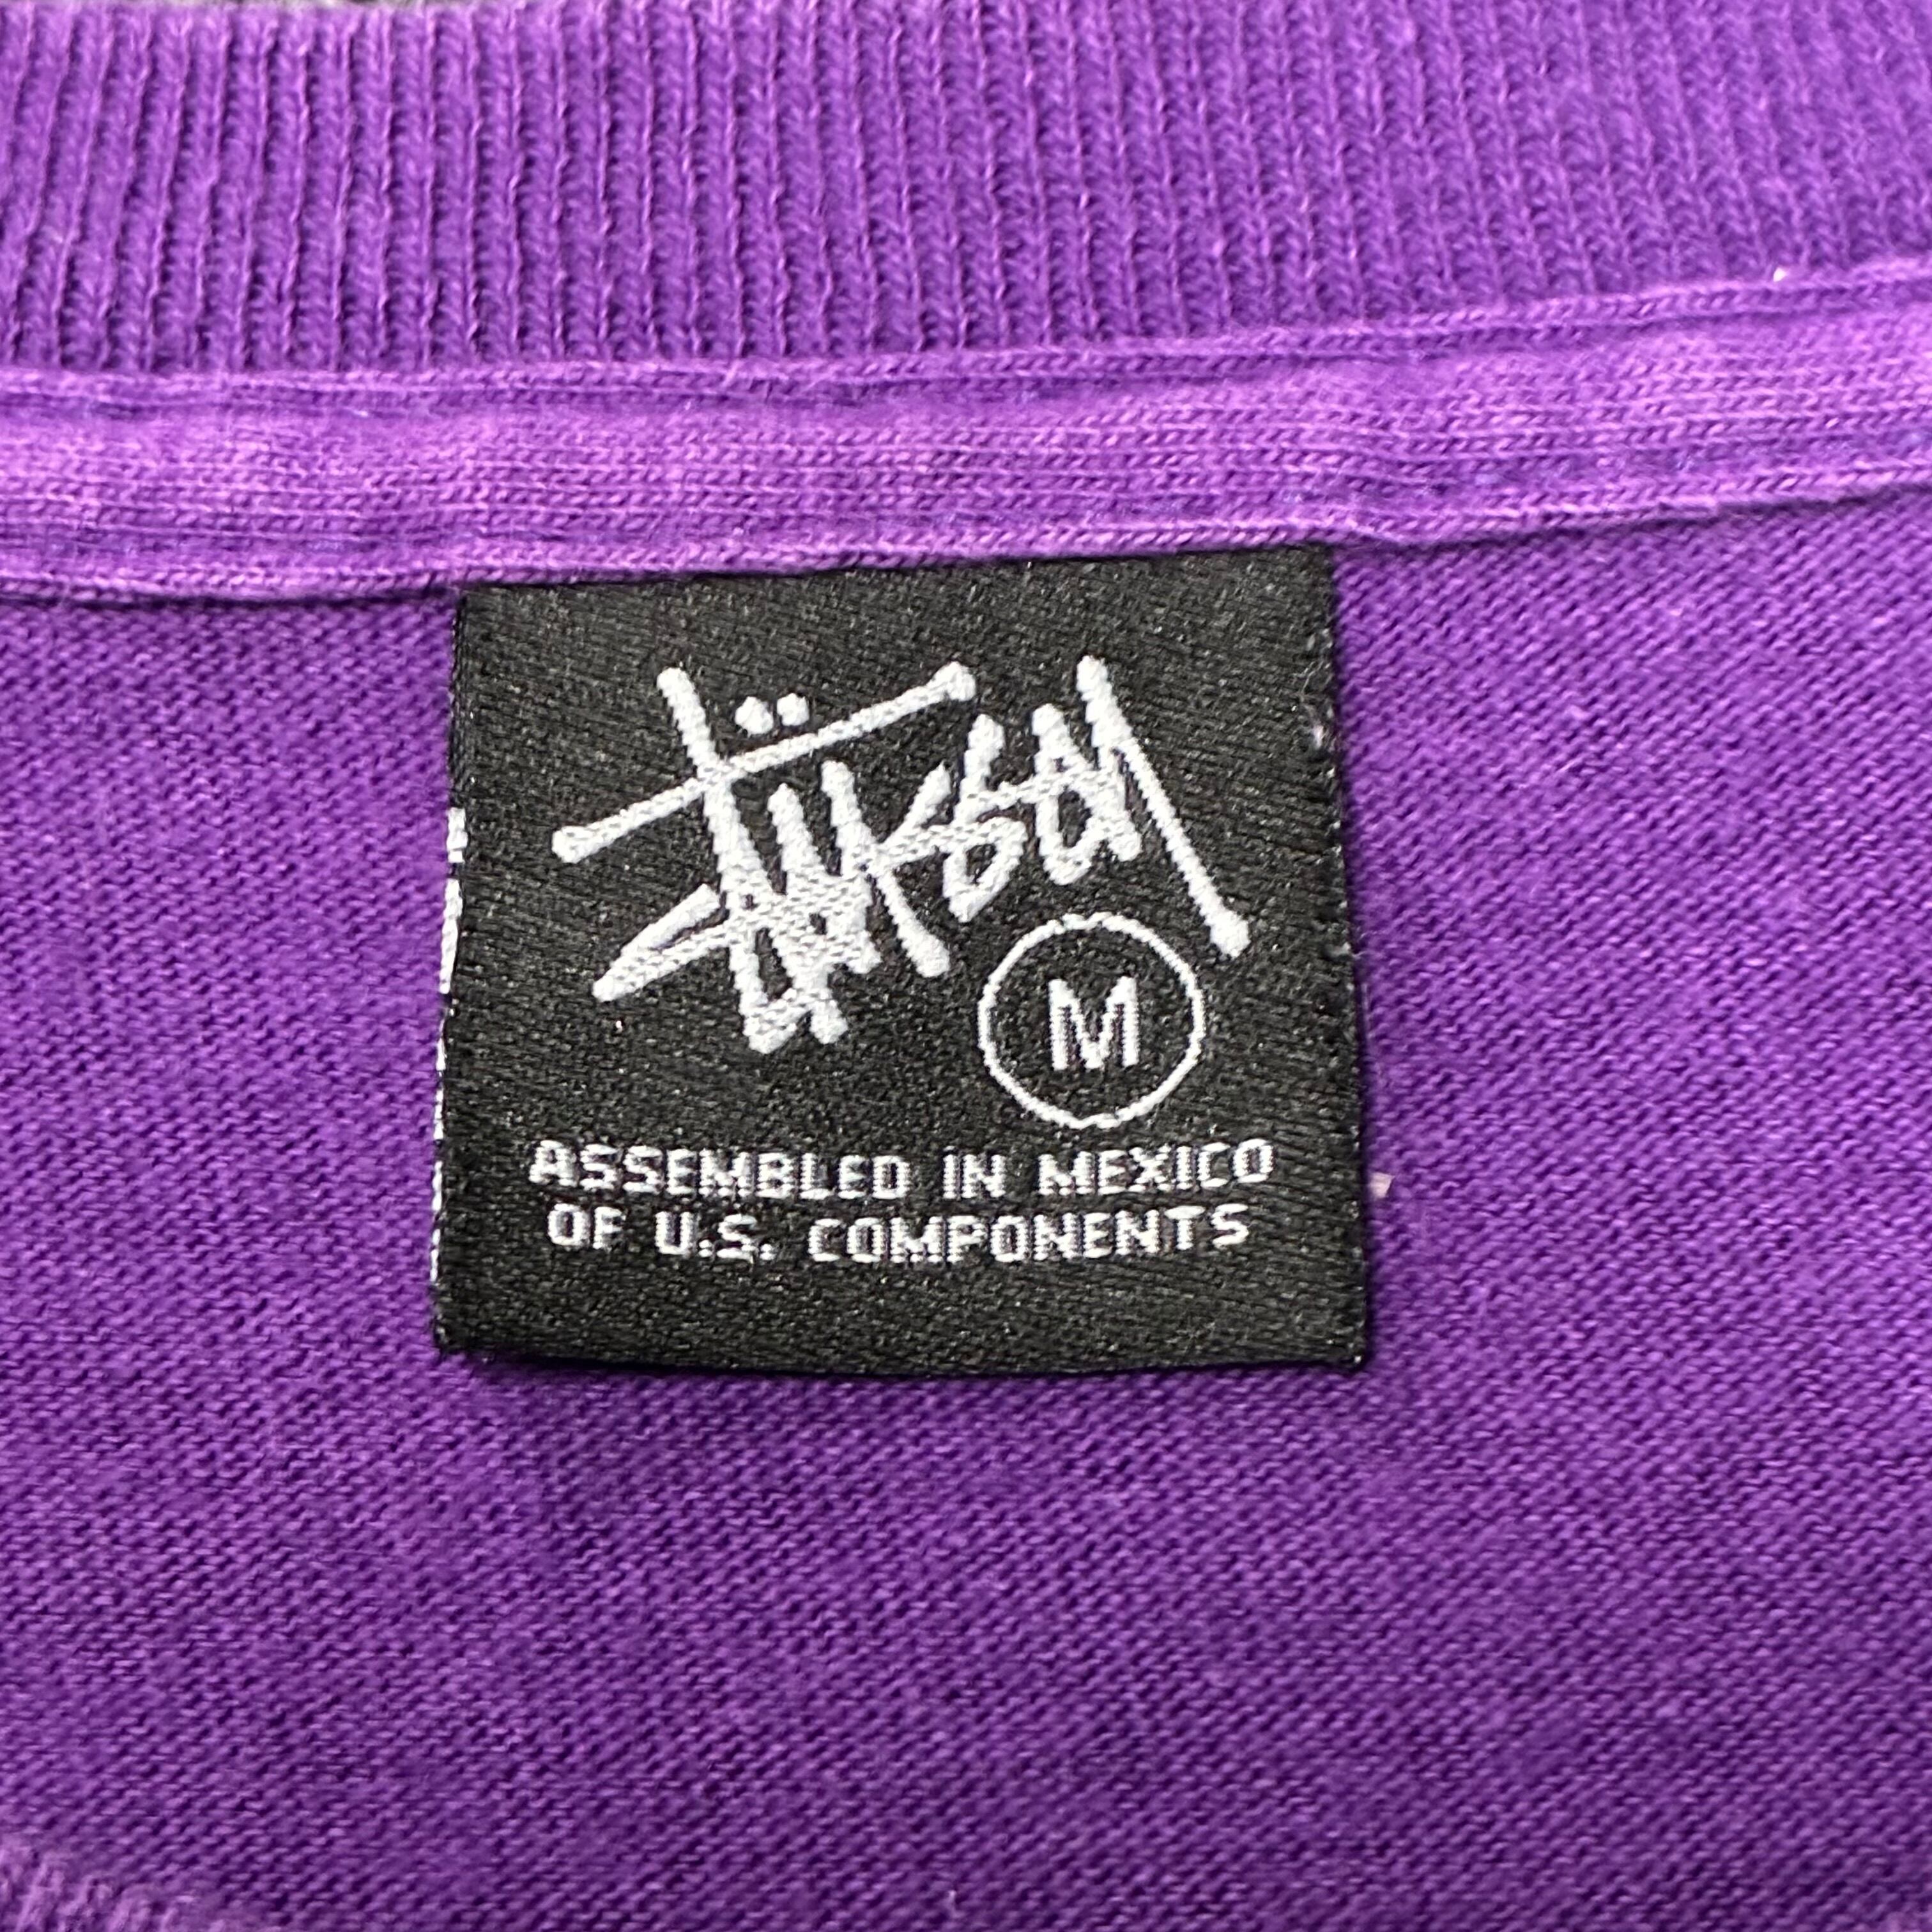 Stüssy
M
ASSEMBLED IN MEXICO
OF U.S. COMPONENTS